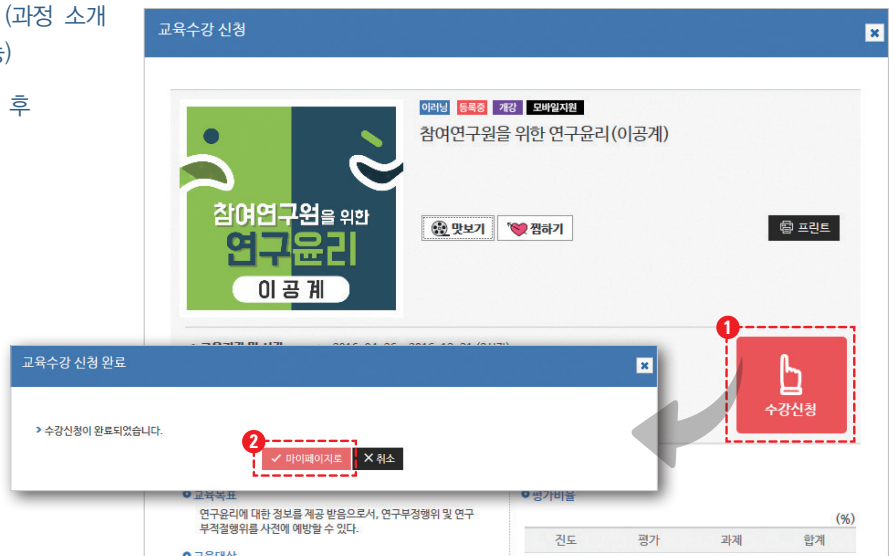 (과정 소개
후
교육수강 신청
이러닝 등록중 개강 모바일지원
참여연구원을 위한 연구윤리(이공계)
참여연구원을 위한
연구윤리
이공계
맛보기 찜하기 프린트
1
수강신청
교육수강 신청 완료
> 수강신청이 완료되었습니다.
2
마이페이지로 취소
교육목표
연구윤리에 대한 정보를 제공 받음으로서, 연구부정행위 및 연구
부적절행위를 사전에 예방할 수 있다.
교육대상
평가비율
(%)
진도 평가 과제 합계